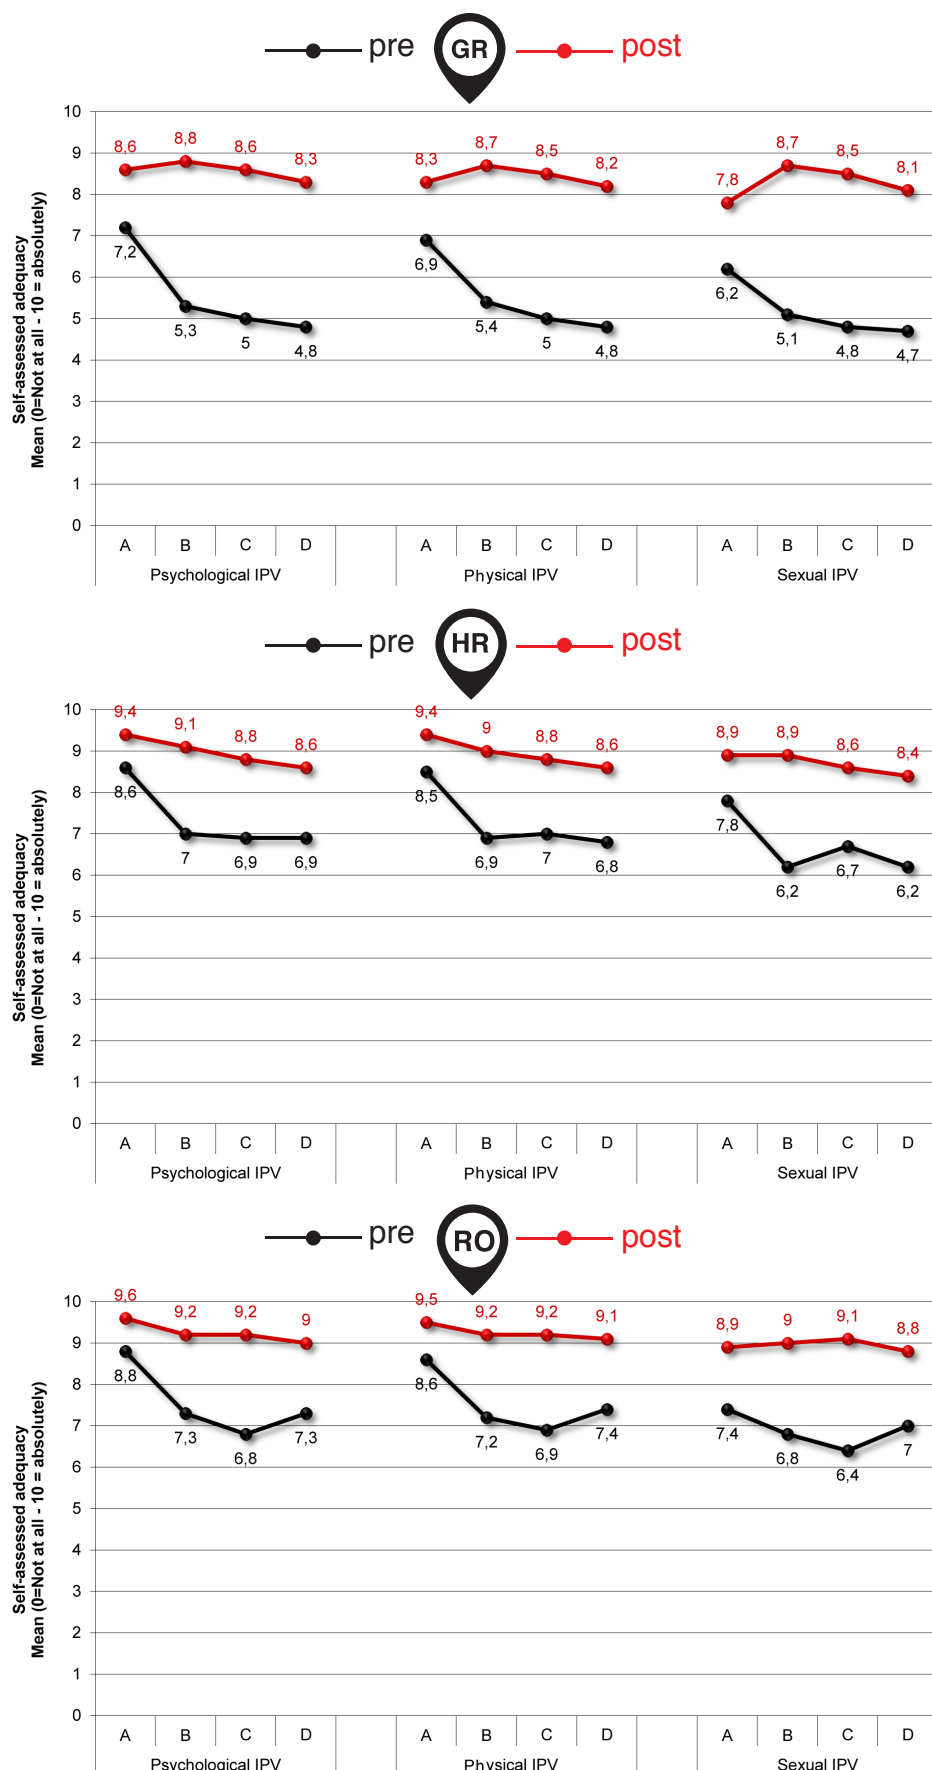 pre GR post
10
9
8
7
6
5
4
3
2
1
0
Self-assessed adequacy
Mean (0=Not at all - 10 = absolutely)
8,6 8,8 8,6 8,3 8,3 8,7 8,5 8,2 7,8 8,7 8,5 8,1
7,2 5,3 5 4,8 6,9 5,4 5 4,8 6,2 5,1 4,8 4,7
A B C D A B C D A B C D
Psychological IPV Physical IPV Sexual IPV
pre HR post
10
9
8
7
6
5
4
3
2
1
0
Self-assessed adequacy
Mean (0=Not at all - 10 = absolutely)
9,4 9,1 8,8 8,6 9,4 9 8,8 8,6 8,9 8,9 8,6 8,4
8,6 7 6,9 6,9 8,5 6,9 7 6,8 7,8 6,2 6,7 6,2
A B C D A B C D A B C D
Psychological IPV Physical IPV Sexual IPV
pre RO post
10
9
8
7
6
5
4
3
2
1
0
Self-assessed adequacy
Mean (0=Not at all - 10 = absolutely)
9,6 9,2 9,2 9 9,5 9,2 9,2 9,1 8,9 9 9,1 8,8
8,8 7,3 6,8 7,3 8,6 7,2 6,9 7,4 7,4 6,8 6,4 7
A B C D A B C D A B C D
Psychological IPV Physical IPV Sexual IPV